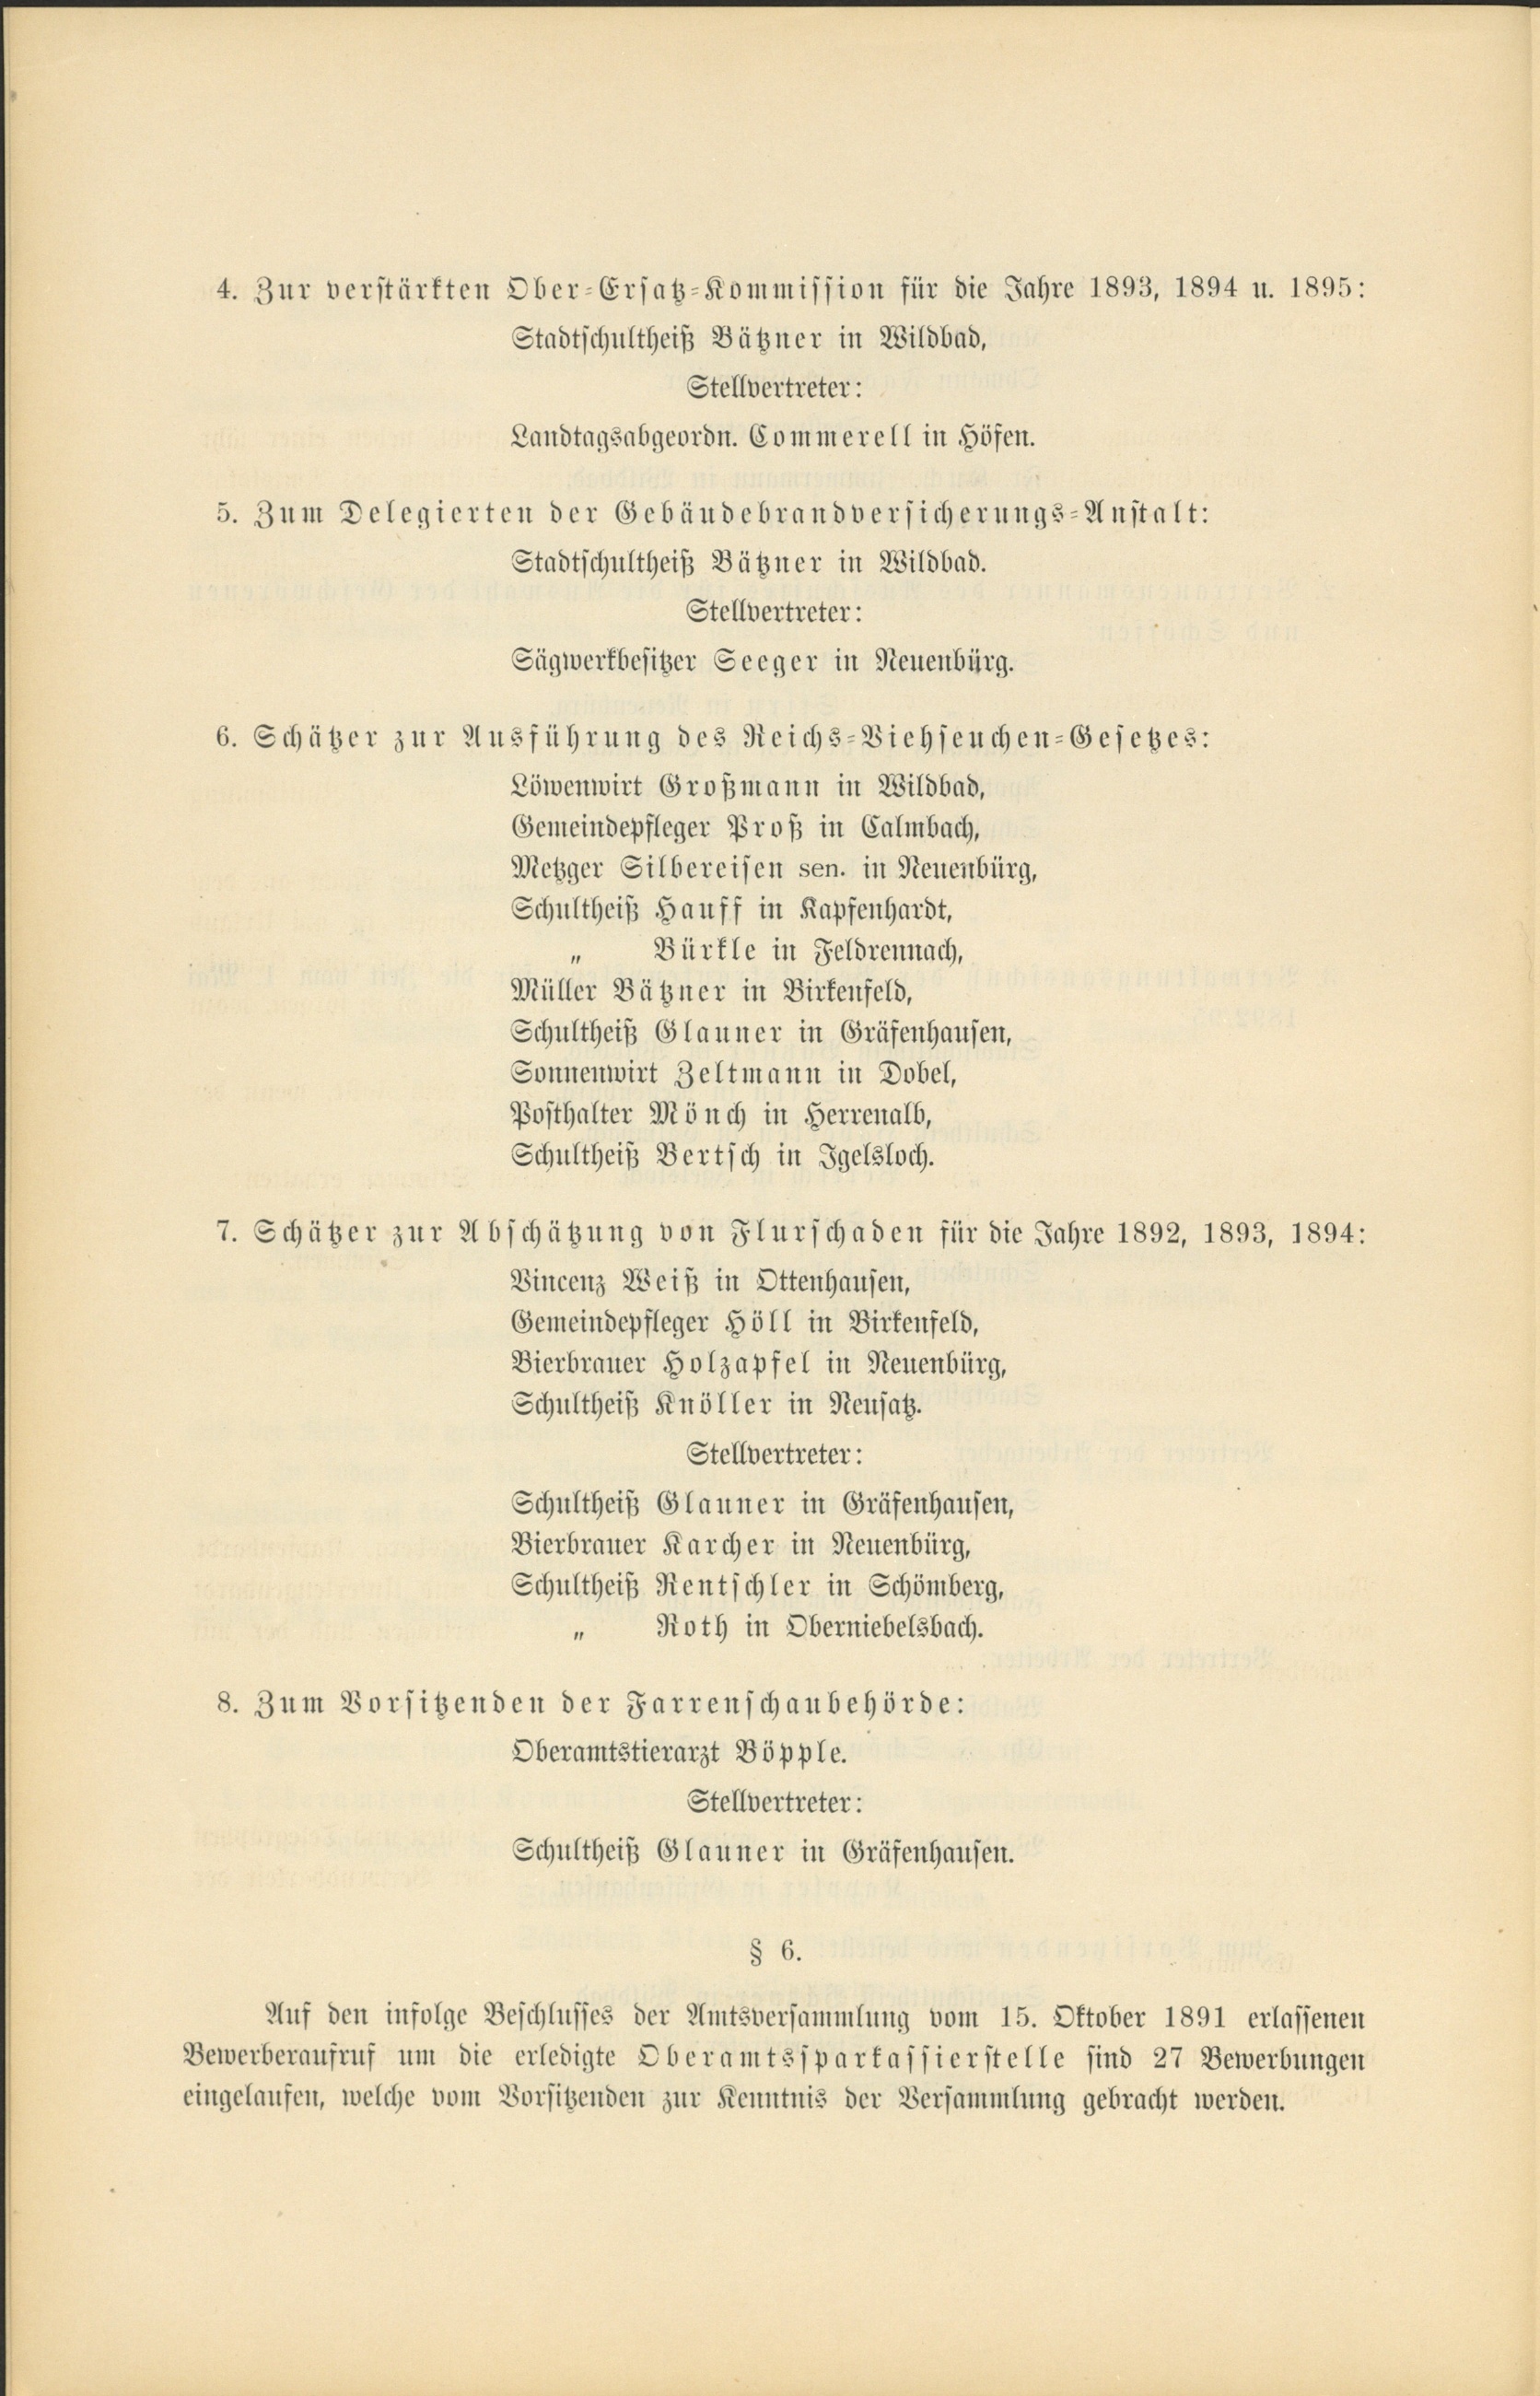 4. Zur verstärkten Ober-Ersatz-Kommission für die Jahre 1893, 1894 u. 1895:
Stadtschultheiß Bätzner in Wildbad,
Stellvertreter:
Landtagsabgeordn. Commerell in Höfen.
5. Zum Delegierten der Gebäudebrandversicherungs-Anstalt:
Stadtschultheiß Bätzner in Wildbad.
Stellvertreter:
Sägwerkbesitzer Seeger in Neuenbürg.
6. Schätzer zur Ausführung des Reichs-Viehseuchen-Gesetzes:
Löwenwirt Großmann in Wildbad,
Gemeindepfleger Proß in Calmbach,
Metzger Silbereisen sen. in Neuenbürg,
Schultheiß Hauff in Kapfenhardt,
„ Bürkle in Feldrennach,
Müller Bätzner in Birkenfeld,
Schultheiß Glauner in Gräfenhausen,
Sonnenwirt Zeltmann in Dobel,
Posthalter Mönch in Herrenalb,
Schultheiß Bertsch in Igelsloch.
7. Schätzer zur Abschätzung von Flurschaden für die Jahre 1892, 1893, 1894:
Vincenz Weiß in Ottenhausen,
Gemeindepfleger Höll in Birkenfeld,
Bierbrauer Holzapfel in Neuenbürg,
Schultheiß Knöller in Neusatz.
Stellvertreter:
Schultheiß Glauner in Gräfenhausen,
Bierbrauer Karcher in Neuenbürg,
Schultheiß Rentschler in Schömberg,
„ Roth in Oberniebelsbach.
8. Zum Vorsitzenden der Farrenschaubehörde:
Oberamtstierarzt Böpple.
Stellvertreter:
Schultheiß Glauner in Gräfenhausen.
§ 6.
Auf den infolge Beschlusses der Amtsversammlung vom 15. Oktober 1891 erlassenen
Bewerberaufruf um die erledigte Oberamtssparkassierstelle sind 27 Bewerbungen
eingelaufen, welche vom Vorsitzenden zur Kenntnis der Versammlung gebracht werden.